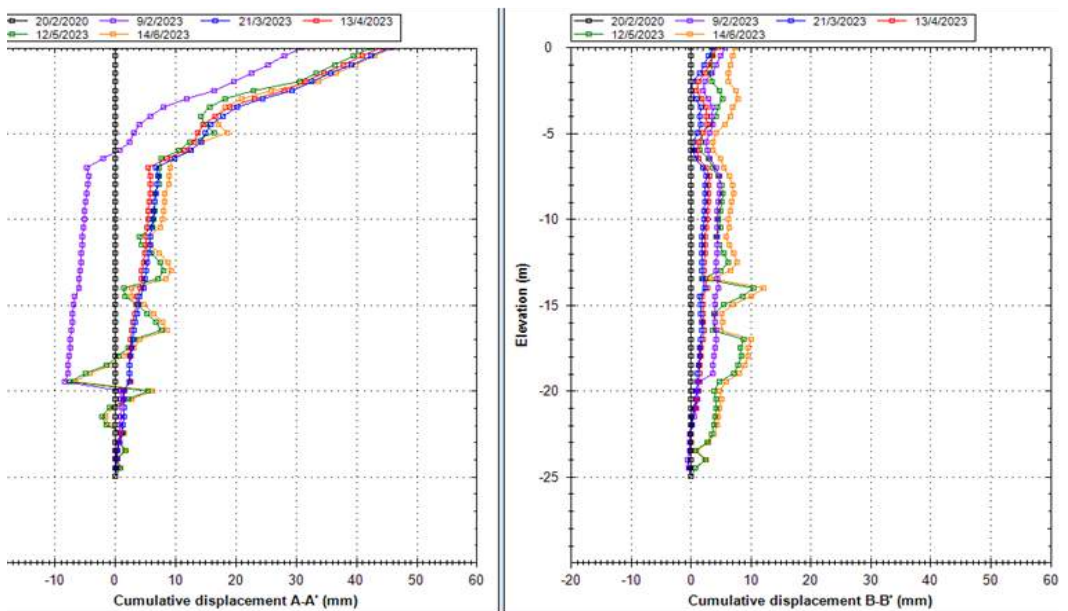 20/2/2020 9/2/2023 21/3/2023 13/4/2023
12/5/2023 14/6/2023
-10 0 10 20 30 40 50 60
Cumulative displacement A-A' (mm)
20/2/2020 9/2/2023 21/3/2023 13/4/2023
12/5/2023 14/6/2023
0
-5
-10
-15
-20
-25
Elevation (m)
-20 -10 0 10 20 30 40 50 60
Cumulative displacement B-B' (mm)